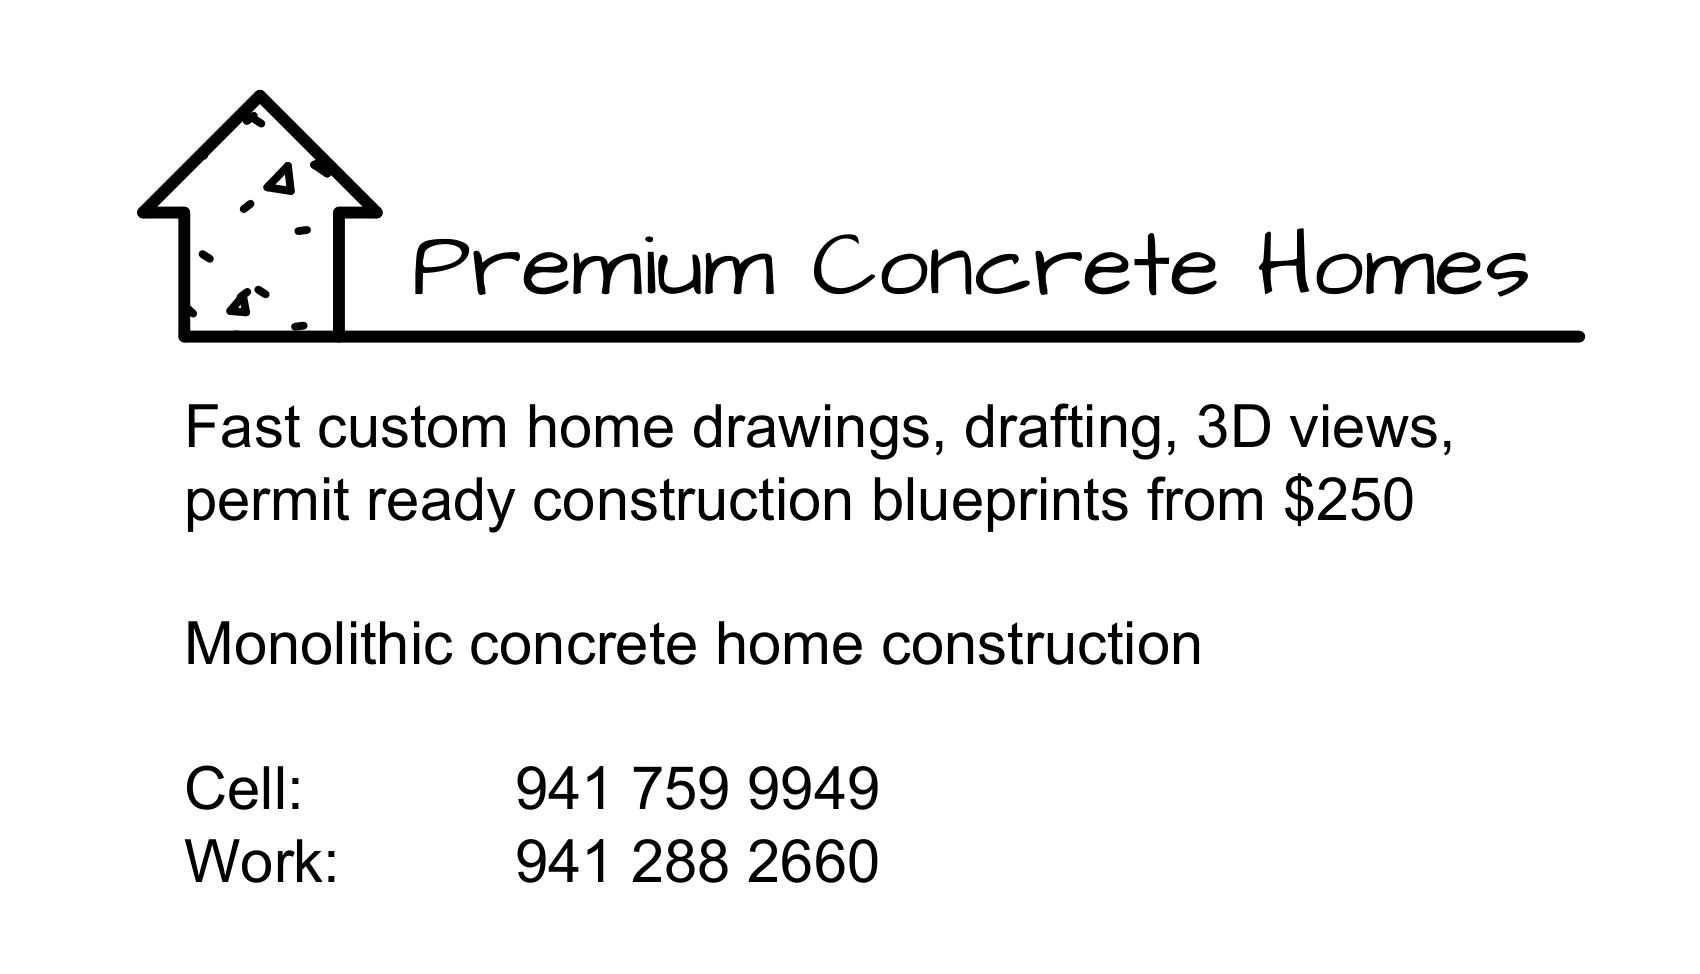 Premium Concrete Homes
Fast custom home drawings, drafting, 3D views,
permit ready construction blueprints from $250
Monolithic concrete home construction
Cell: 941 759 9949
Work: 941 288 2660